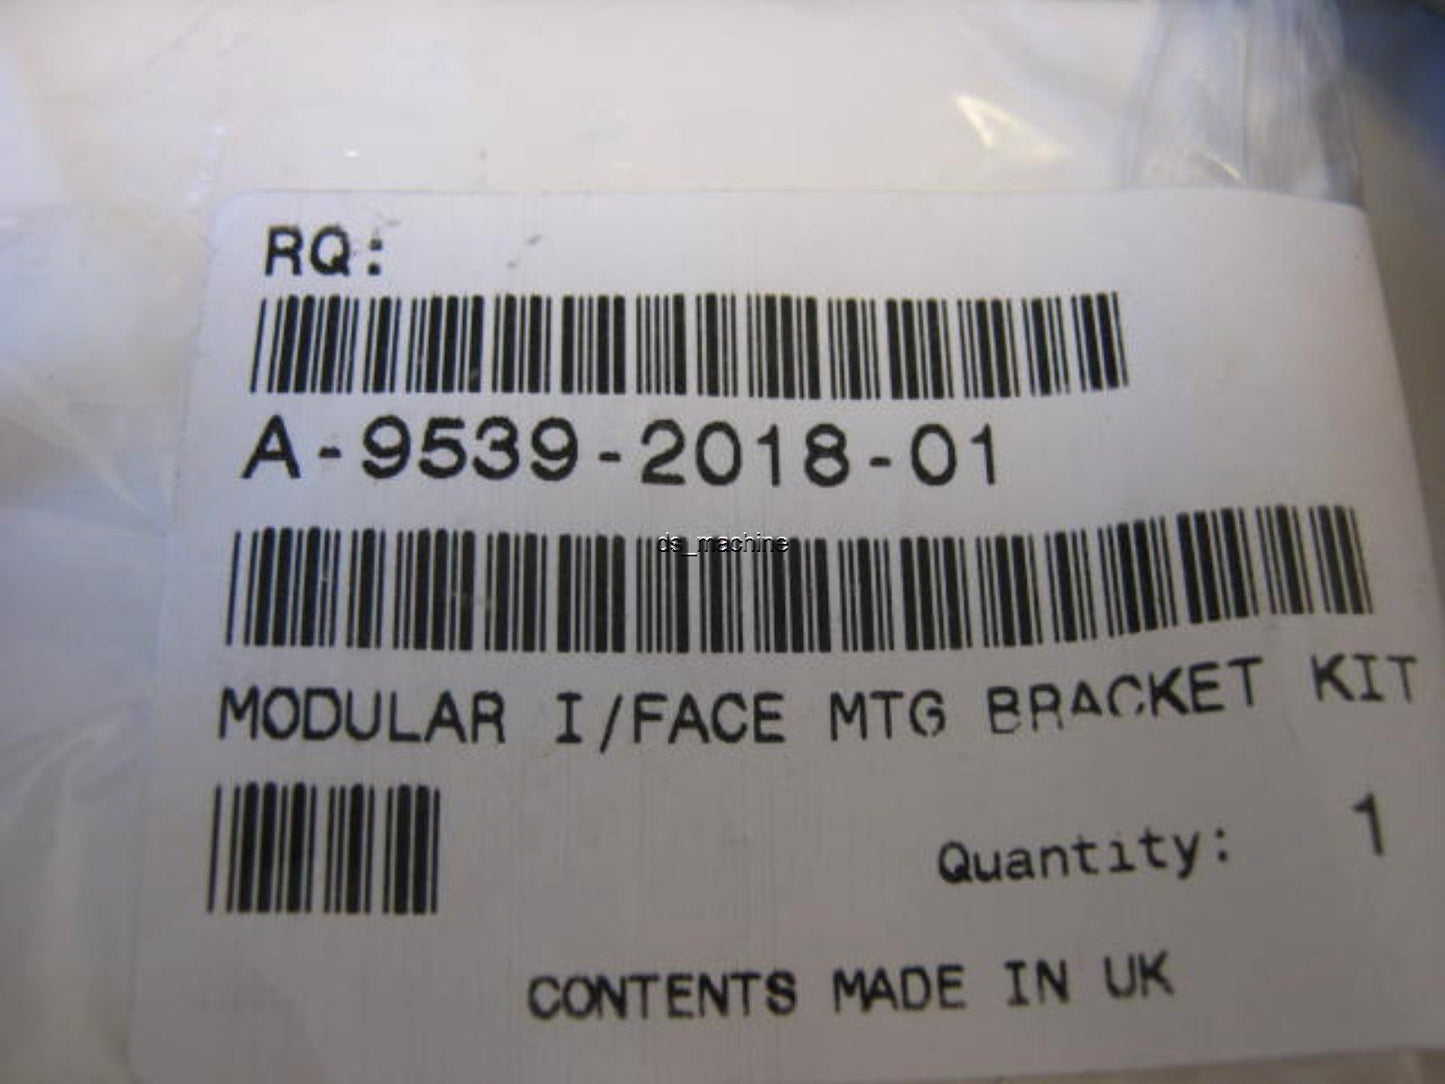 RQ:
A-9539-2018-01
ds_machine
MODULAR I/FACE MTG BRACKET KIT
Quantity: 1
CONTENTS MADE IN UK